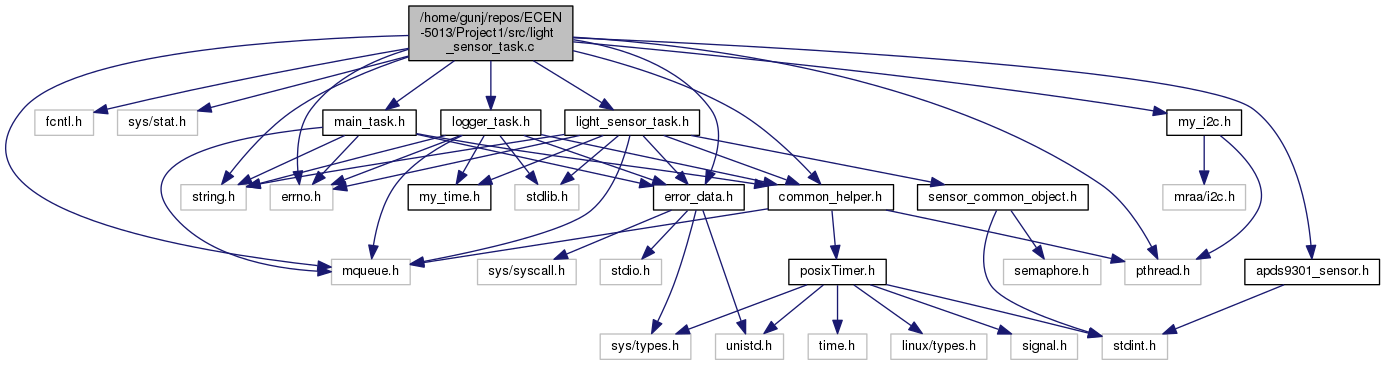 /home/gunj/repos/ECEN
-5013/Project1/src/light
_sensor_task.c
fcntl.h
sys/stat.h
main_task.h
logger_task.h
light_sensor_task.h
my_i2c.h
string.h
errno.h
my_time.h
stdlib.h
error_data.h
common_helper.h
sensor_common_object.h
mraa/i2c.h
mqueue.h
sys/syscall.h
stdio.h
posixTimer.h
semaphore.h
pthread.h
apds9301_sensor.h
sys/types.h
unistd.h
time.h
linux/types.h
signal.h
stdint.h